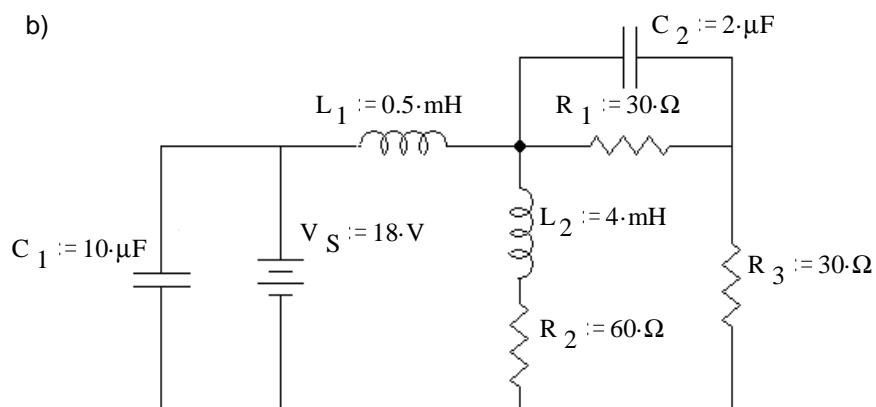 b)
C 2 := 2·μF
L 1 := 0.5·mH
R 1 := 30·Ω
L 2 := 4·mH
V S := 18·V
C 1 := 10·μF
R 3 := 30·Ω
R 2 := 60·Ω